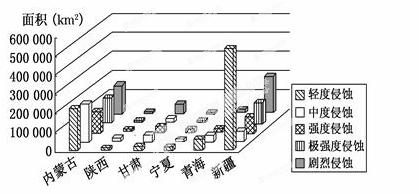 面积 (km²)
600 000
500 000
400 000
300 000
200 000
100 000
0
内蒙古
陕西
甘肃
宁夏
青海
新疆
轻度侵蚀
中度侵蚀
强度侵蚀
极强度侵蚀
剧烈侵蚀